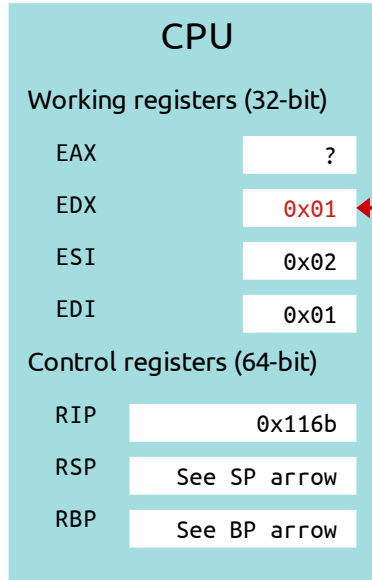 CPU
Working registers (32-bit)
EAX ?
EDX 0x01
ESI 0x02
EDI 0x01
Control registers (64-bit)
RIP 0x116b
RSP See SP arrow
RBP See BP arrow